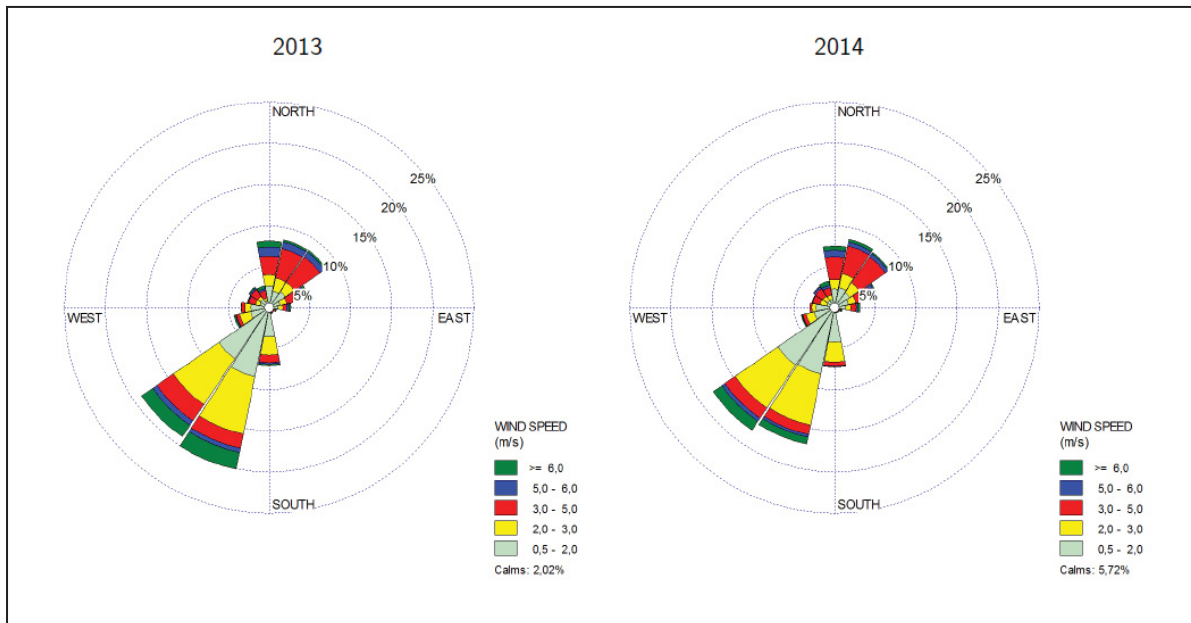 2013
NORTH
25%
20%
15%
10%
5%
WEST
EAST
SOUTH
WIND SPEED
(m/s)
>= 6,0
5,0 - 6,0
3,0 - 5,0
2,0 - 3,0
0,5 - 2,0
Calms: 2,02%
2014
NORTH
25%
20%
15%
10%
5%
WEST
EAST
SOUTH
WIND SPEED
(m/s)
>= 6,0
5,0 - 6,0
3,0 - 5,0
2,0 - 3,0
0,5 - 2,0
Calms: 5,72%